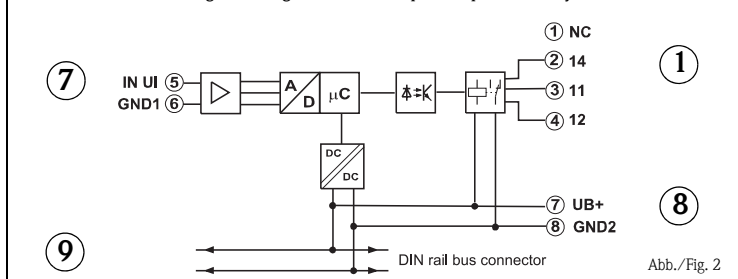 ① NC
② 14
⑦
IN UI ⑤
A
D
μC
③ 11
①
GND1 ⑥
④ 12
DC
DC
⑦ UB+
⑧
⑧ GND2
⑨
DIN rail bus connector
Abb./Fig. 2